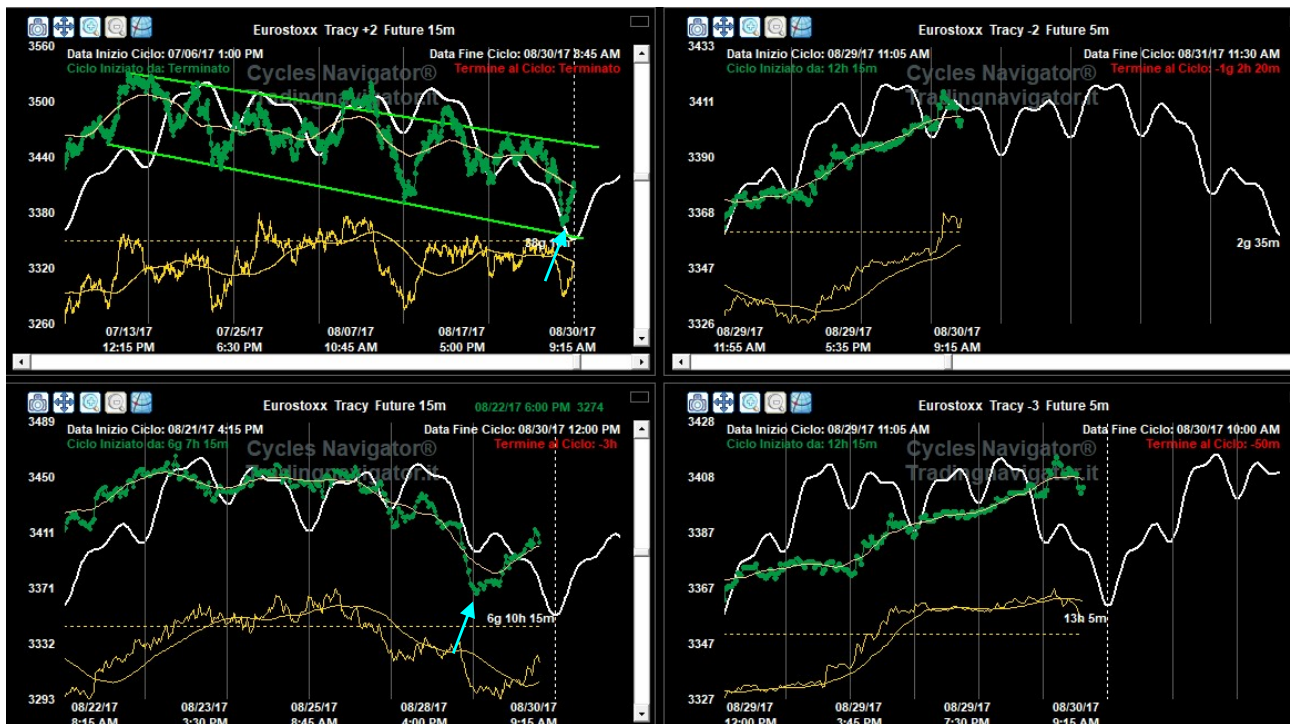 Eurostoxx Tracy +2 Future 15m
Data Inizio Ciclo: 07/06/17 1:00 PM
Data Fine Ciclo: 08/30/17 8:45 AM
Ciclo Iniziato da: Terminato
Termine al Ciclo: Terminato
Cycles Navigator®
Tradingnavigator.it
3560
3500
3440
3380
3320
3260
07/13/17 07/25/17 08/07/17 08/17/17 08/30/17
12:15 PM 6:30 PM 10:45 AM 5:00 PM 9:15 AM
Eurostoxx Tracy -2 Future 5m
Data Inizio Ciclo: 08/29/17 11:05 AM
Data Fine Ciclo: 08/31/17 11:30 AM
Ciclo Iniziato da: 12h 15m
Termine al Ciclo: -1g 2h 20m
Cycles Navigator®
Tradingnavigator.it
3433
3411
3390
3368
3347
3326
2g 35m
08/29/17 08/29/17 08/30/17
11:55 AM 5:35 PM 9:15 AM
Eurostoxx Tracy Future 15m
08/22/17 6:00 PM 3274
Data Inizio Ciclo: 08/21/17 4:15 PM
Data Fine Ciclo: 08/30/17 12:00 PM
Ciclo Iniziato da: 6g 7h 15m
Termine al Ciclo: -3h
Cycles Navigator®
Tradingnavigator.it
3489
3450
3411
3371
3332
3293
6g 10h 15m
08/22/17 08/23/17 08/25/17 08/28/17 08/30/17
8:15 AM 3:30 PM 8:45 AM 4:00 PM 9:15 AM
Eurostoxx Tracy -3 Future 5m
Data Inizio Ciclo: 08/29/17 11:05 AM
Data Fine Ciclo: 08/30/17 10:00 AM
Ciclo Iniziato da: 12h 15m
Termine al Ciclo: -50m
Cycles Navigator®
Tradingnavigator.it
3428
3408
3387
3367
3347
3327
13h 5m
08/29/17 08/29/17 08/29/17 08/30/17
12:00 PM 3:45 PM 7:30 PM 9:15 AM